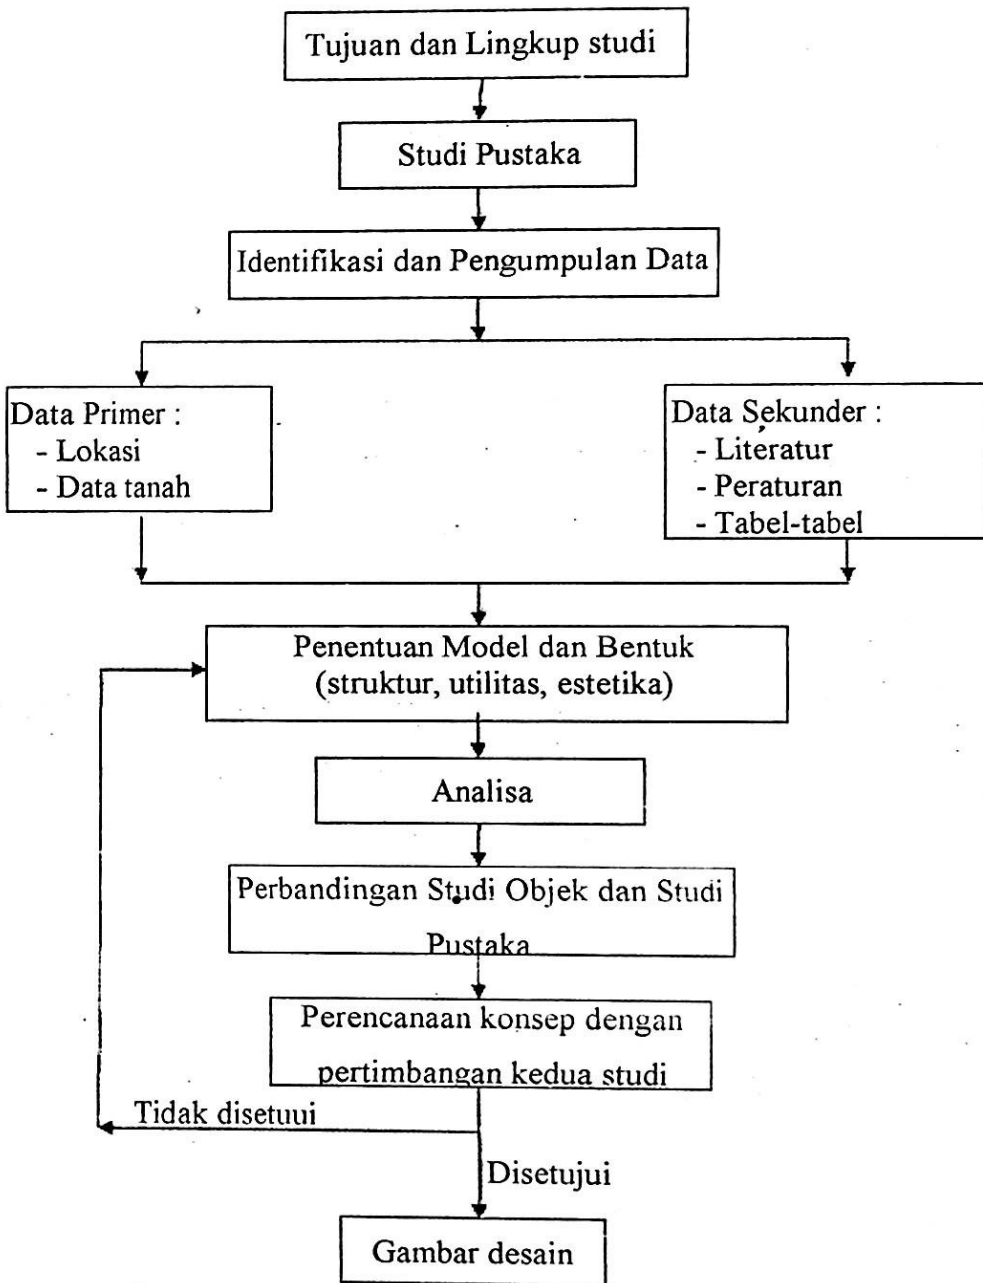 Tujuan dan Lingkup studi
Studi Pustaka
Identifikasi dan Pengumpulan Data
Data Primer :
- Lokasi
- Data tanah
Data Sekunder :
- Literatur
- Peraturan
- Tabel-tabel
Penentuan Model dan Bentuk
(struktur, utilitas, estetika)
Analisa
Perbandingan Studi Objek dan Studi
Pustaka
Perencanaan konsep dengan
pertimbangan kedua studi
Tidak disetuui
Disetujui
Gambar desain